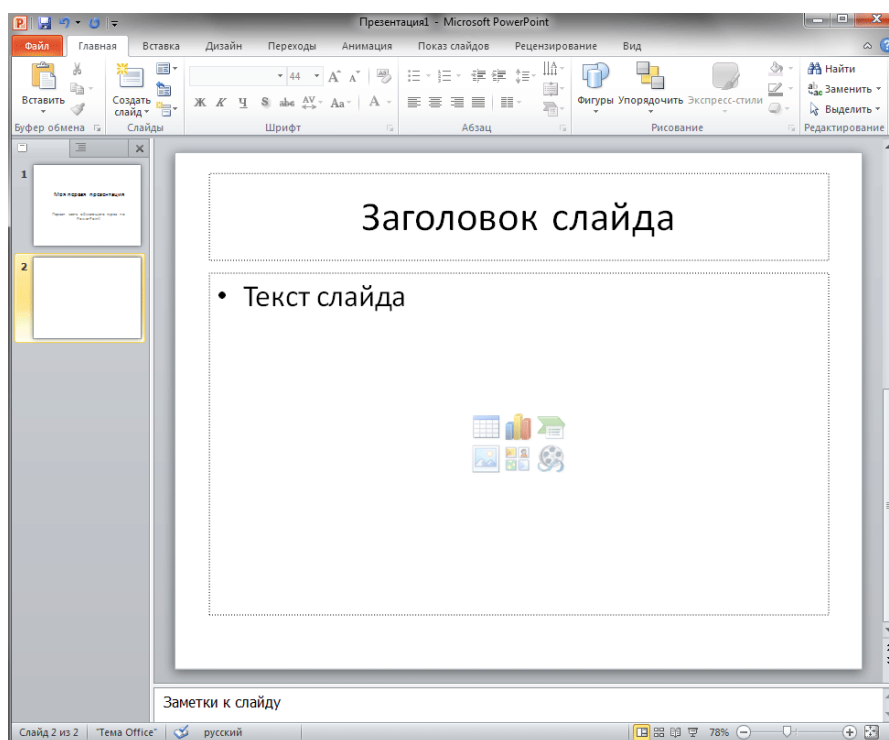 Презентация1 - Microsoft PowerPoint
Файл Главная Вставка Дизайн Переходы Анимация Показ слайдов Рецензирование Вид
Вставить
Создать слайд
44
Ж К Ч S abc AV Aa A
Фигуры Упорядочить Экспресс-стили
Найти
Заменить
Выделить
Буфер обмена Слайды Шрифт Абзац Рисование Редактирование
1
Моя первая презентация
2
Заголовок слайда
• Текст слайда
Заметки к слайду
Слайд 2 из 2 "Тема Office" русский 78%